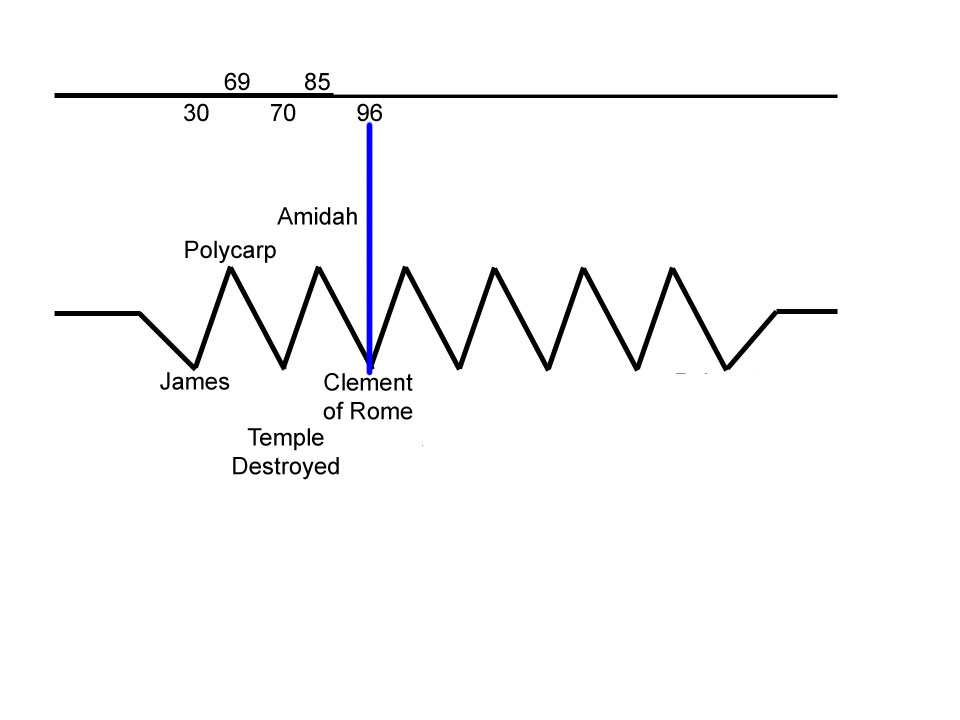 69 85
30 70 96
Amidah
Polycarp
James
Clement
of Rome
Temple
Destroyed